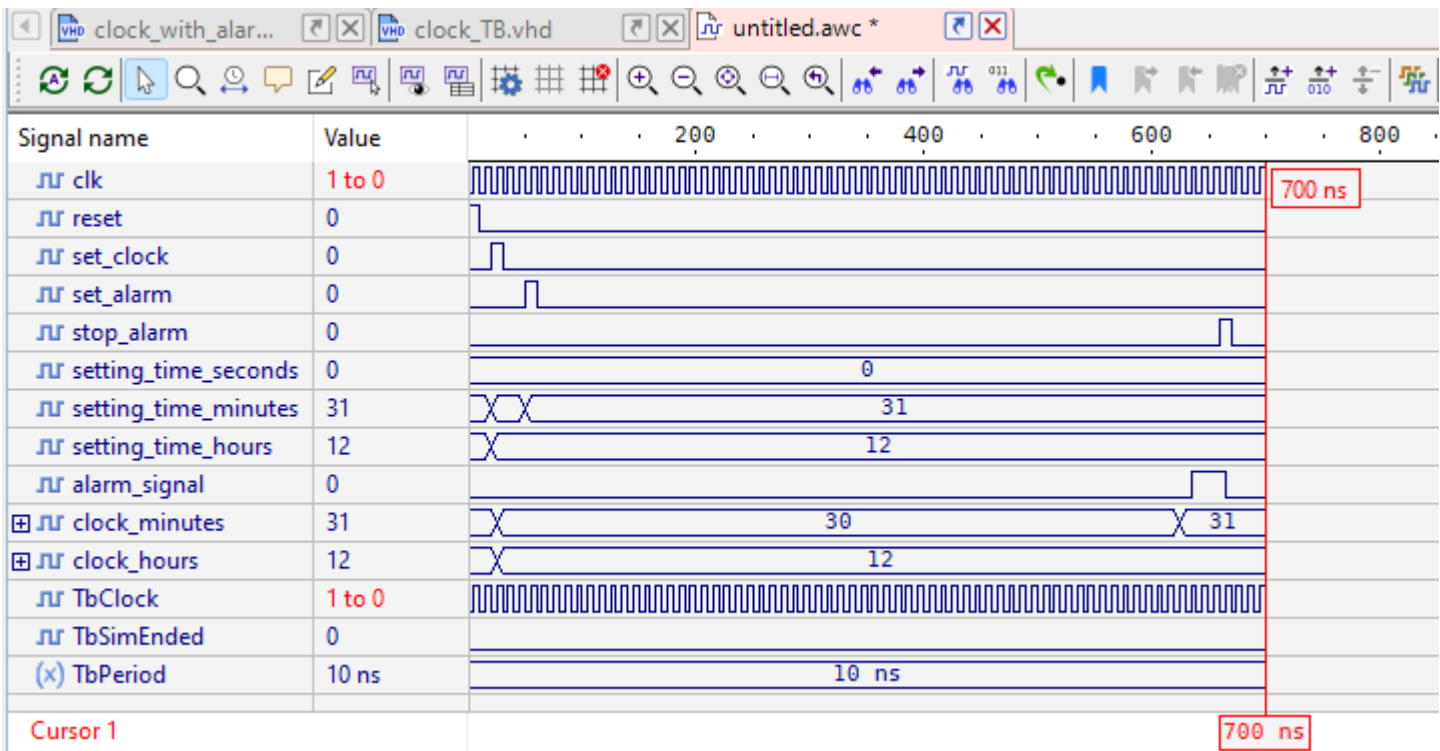 clock_with_alar... clock_TB.vhd untitled.awc *
Signal name Value 200 400 600 800
clk 1 to 0 700 ns
reset 0
set_clock 0
set_alarm 0
stop_alarm 0
setting_time_seconds 0 0
setting_time_minutes 31 31
setting_time_hours 12 12
alarm_signal 0
clock_minutes 31 30 31
clock_hours 12 12
TbClock 1 to 0
TbSimEnded 0
(x) TbPeriod 10 ns 10 ns
Cursor 1 700 ns